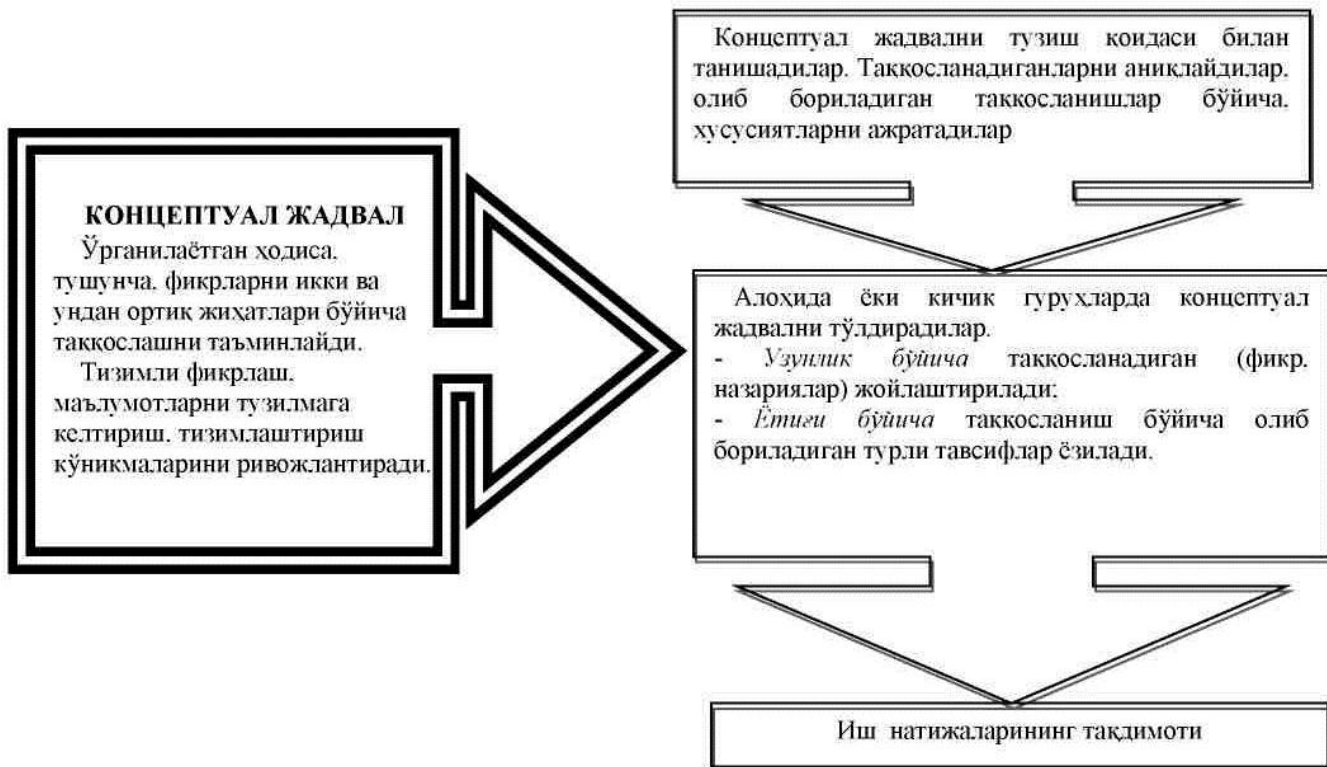 КОНЦЕПТУАЛ ЖАДВАЛ
Ўрганилаётган ҳодиса,
тушунча, фикрларни икки ва
ундан ортиқ жиҳатлари бўйича
таққослашни таъминлайди.
Тизимли фикрлаш,
маълумотларни тузилмага
келтириш, тизимлаштириш
кўникмаларини ривожлантиради.
Концептуал жадвални тузиш қоидаси билан
танишадилар. Таққосланадиганларни аниқлайдилар,
олиб бориладиган таққосланишлар бўйича,
хусусиятларни ажратадилар
Алоҳида ёки кичик гуруҳларда концептуал
жадвални тўлдирадилар.
- Узунлик бўйича таққосланадиган (фикр,
назариялар) жойлаштирилади;
- Ётиғи бўйича таққосланиш бўйича олиб
бориладиган турли тавсифлар ёзилади.
Иш натижаларининг тақдимоти